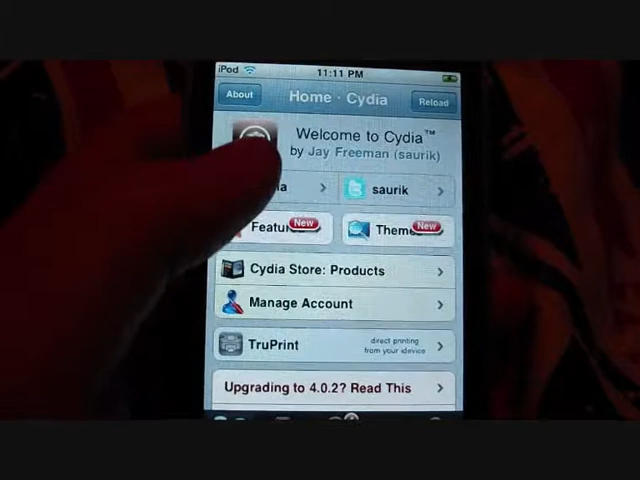 iPod 11:11 PM
About Home · Cydia Reload
Welcome to Cydia™
by Jay Freeman (saurik)
saurik
New New
Cydia Store: Products
Manage Account
TruPrint direct printing
from your iDevice
Upgrading to 4.0.2? Read This